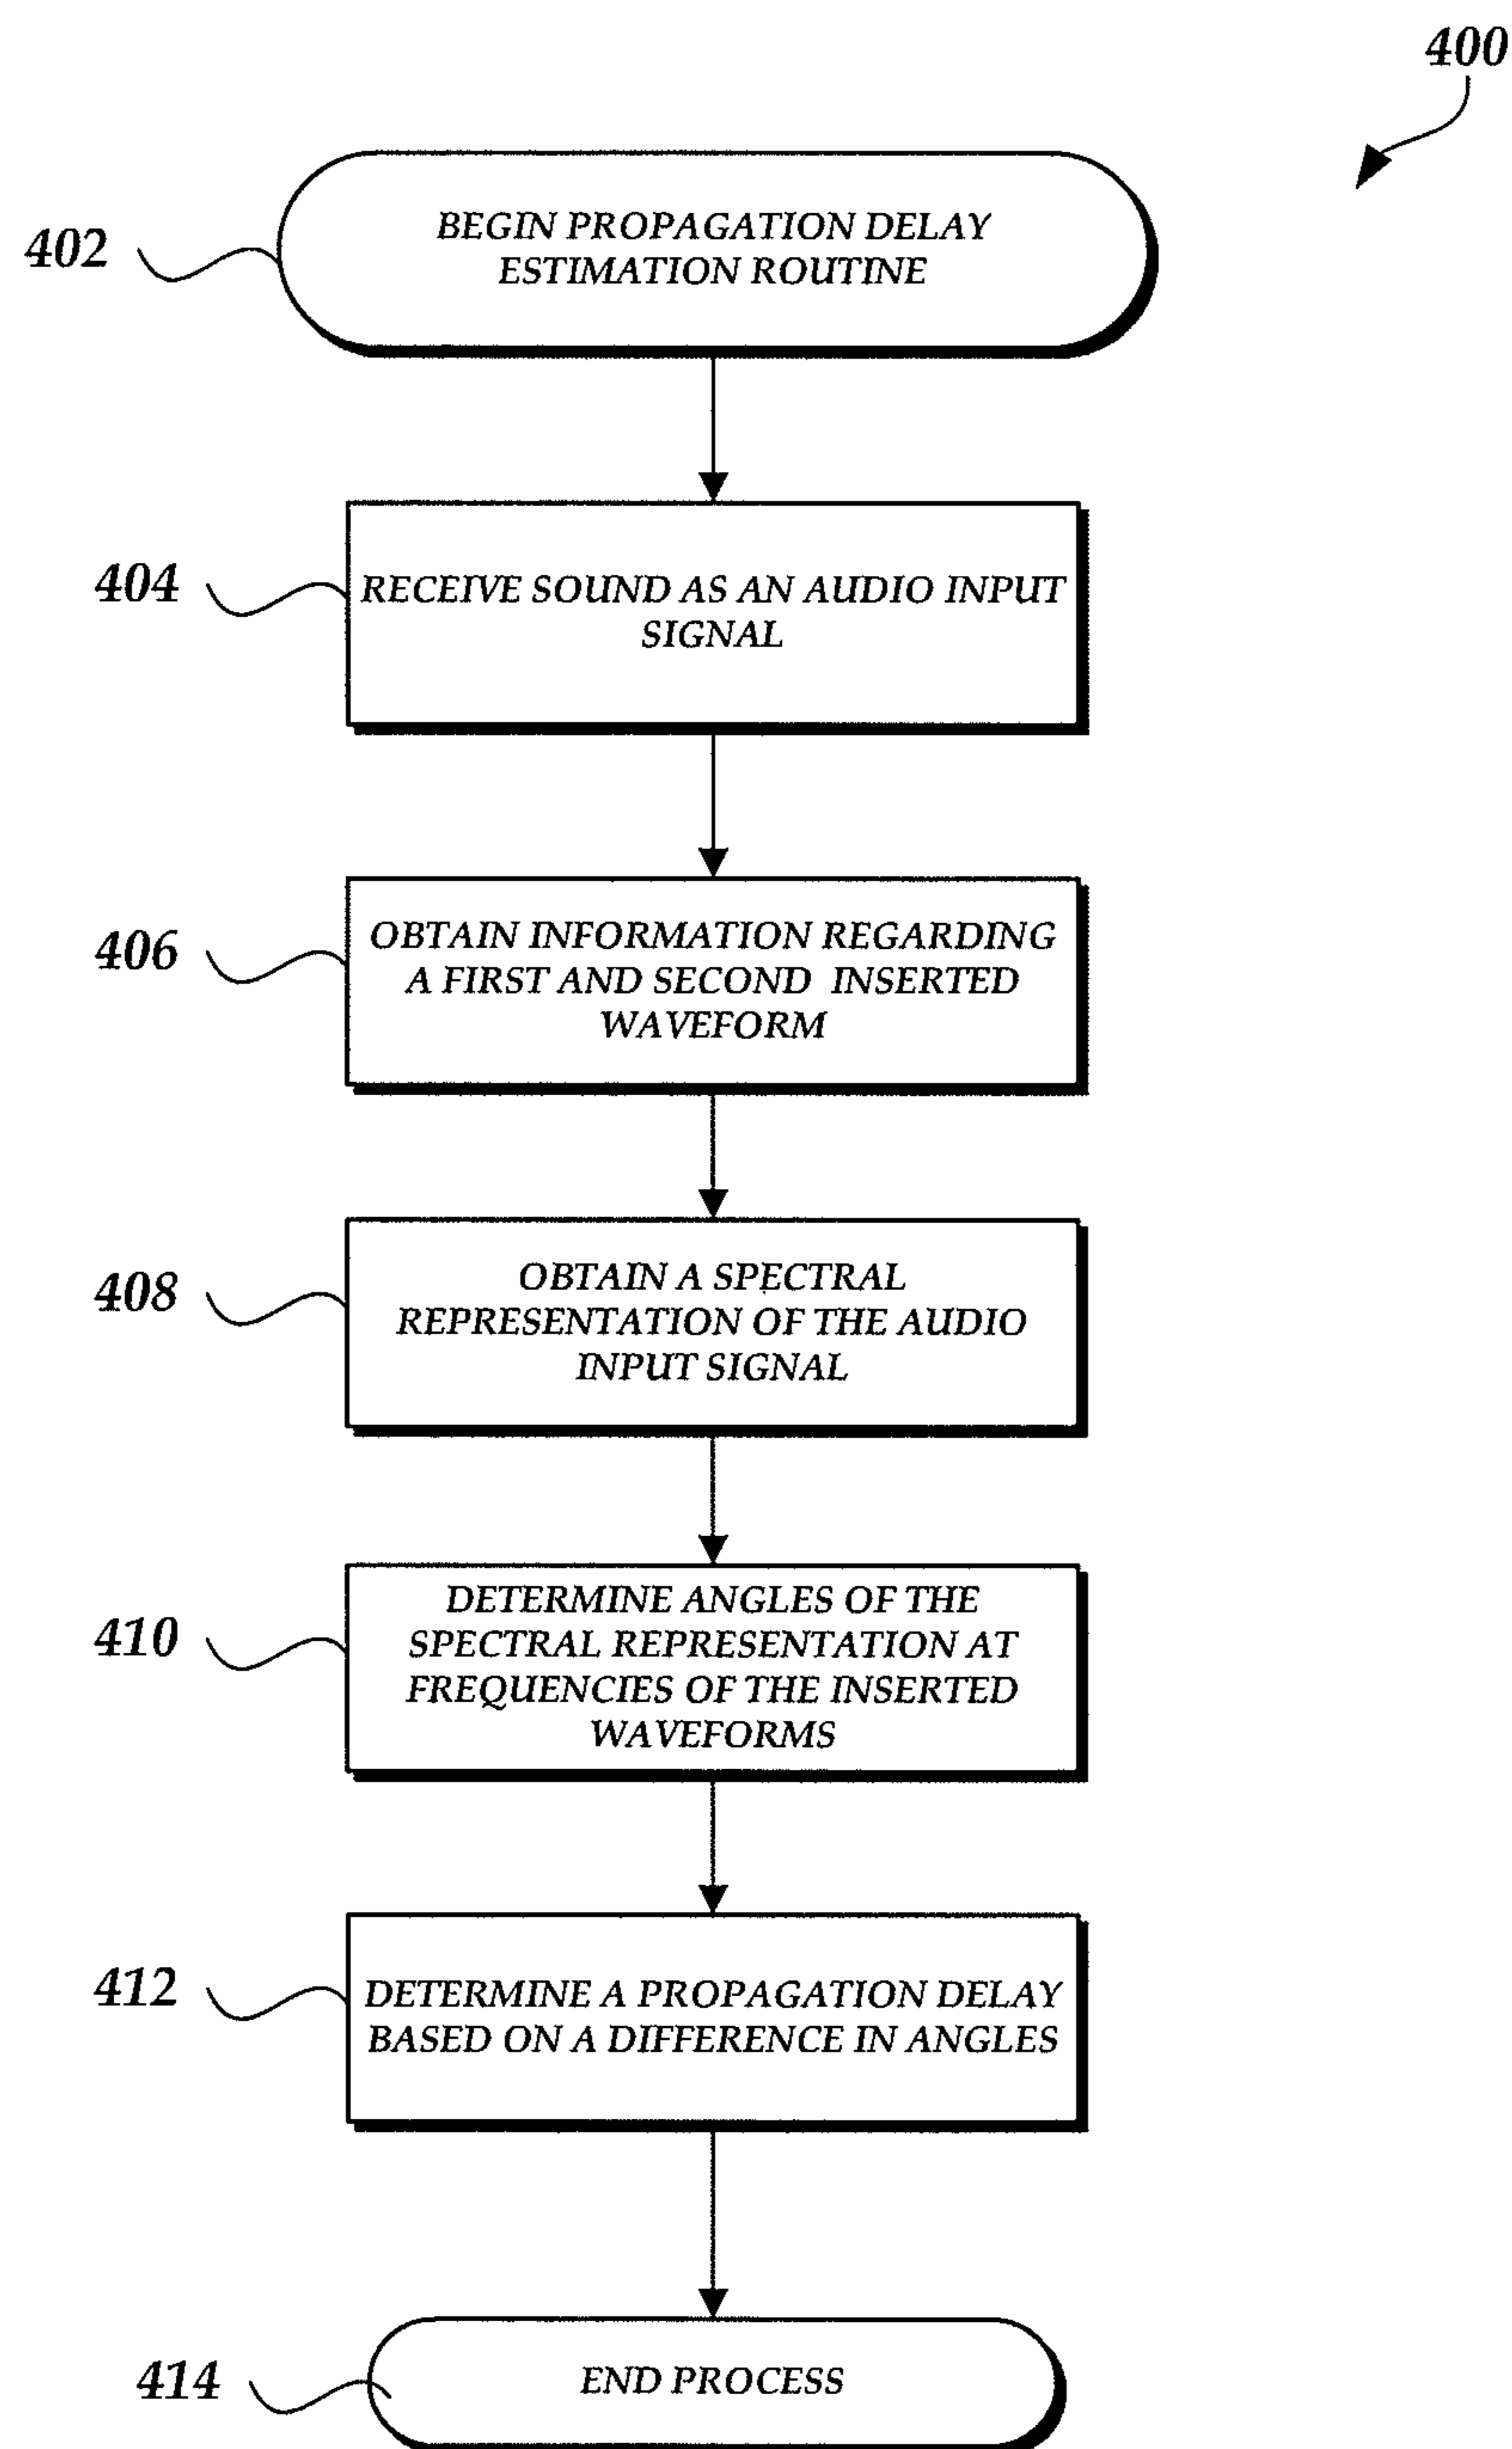 400
402
BEGIN PROPAGATION DELAY
ESTIMATION ROUTINE
404
RECEIVE SOUND AS AN AUDIO INPUT
SIGNAL
406
OBTAIN INFORMATION REGARDING
A FIRST AND SECOND INSERTED
WAVEFORM
408
OBTAIN A SPECTRAL
REPRESENTATION OF THE AUDIO
INPUT SIGNAL
410
DETERMINE ANGLES OF THE
SPECTRAL REPRESENTATION AT
FREQUENCIES OF THE INSERTED
WAVEFORMS
412
DETERMINE A PROPAGATION DELAY
BASED ON A DIFFERENCE IN ANGLES
414
END PROCESS